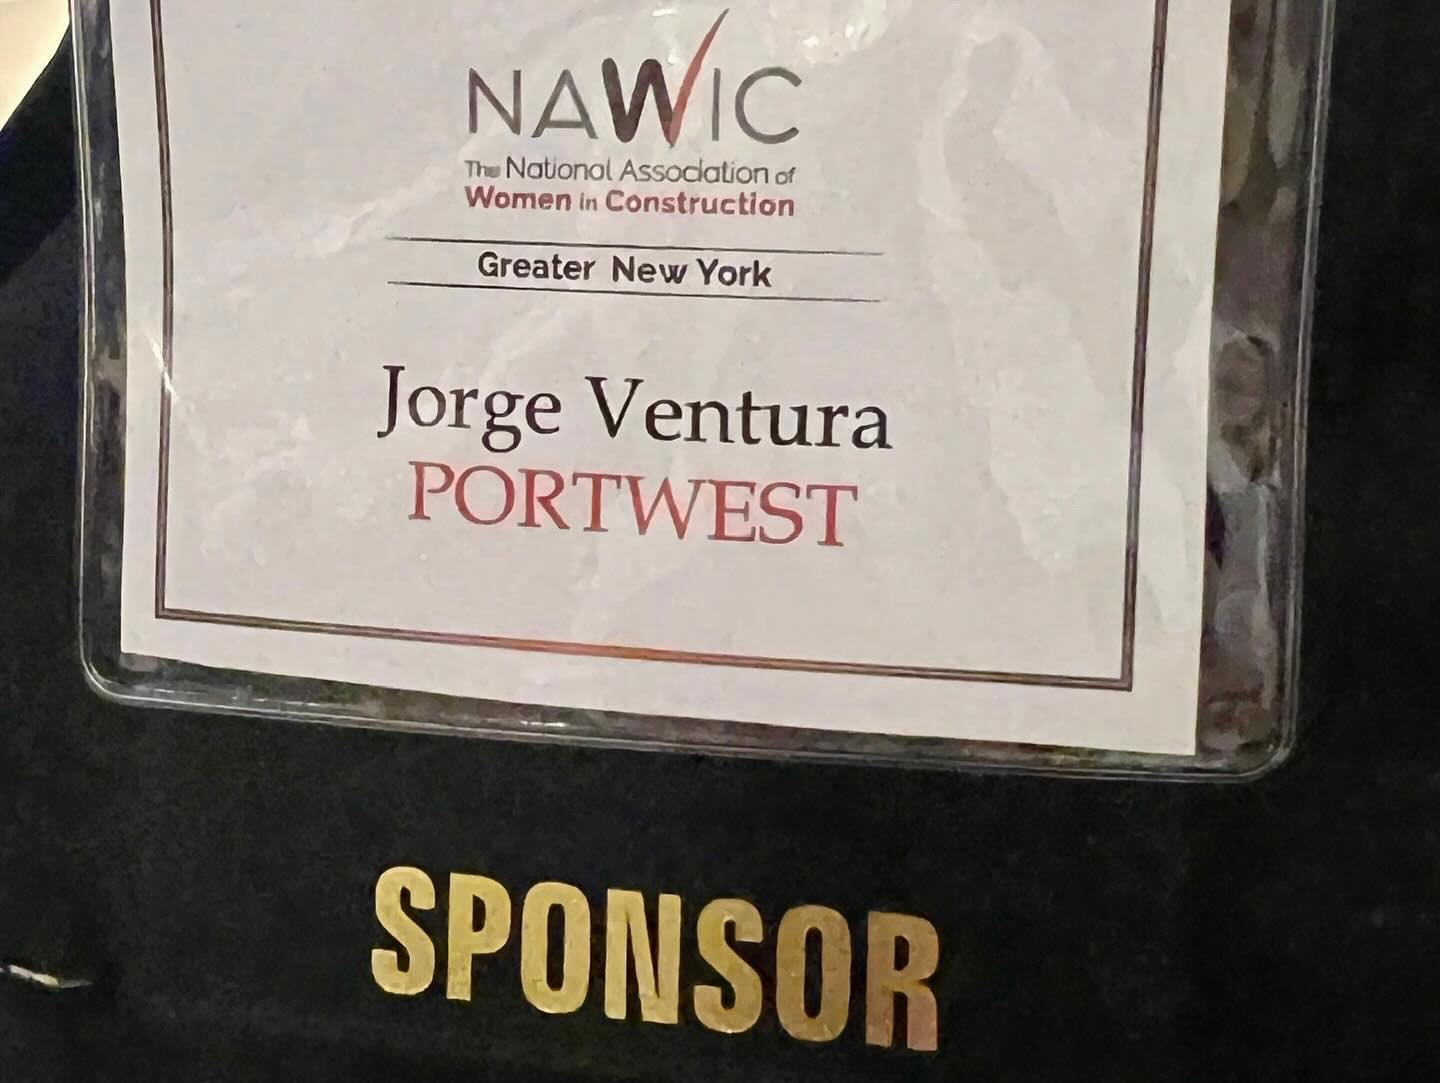 NAWIC
The National Association of
Women in Construction
Greater New York
Jorge Ventura
PORTWEST
SPONSOR